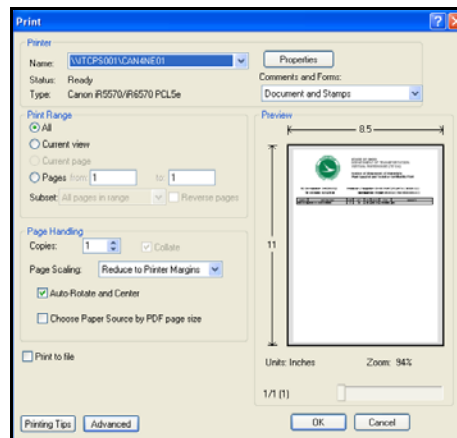 Print
Printer
Name: \\ITCPS001\CAN4NE01
Properties
Status: Ready
Comments and Forms:
Type: Canon iR5570/iR6570 PCL5e
Document and Stamps
Print Range
All
Current view
Current page
Pages from: 1 to: 1
Subset: All pages in range
Reverse pages
Page Handling
Copies: 1
Collate
Page Scaling: Reduce to Printer Margins
Auto-Rotate and Center
Choose Paper Source by PDF page size
Print to file
Preview
8.5
11
Units: Inches Zoom: 94%
1/1 (1)
Printing Tips Advanced
OK Cancel